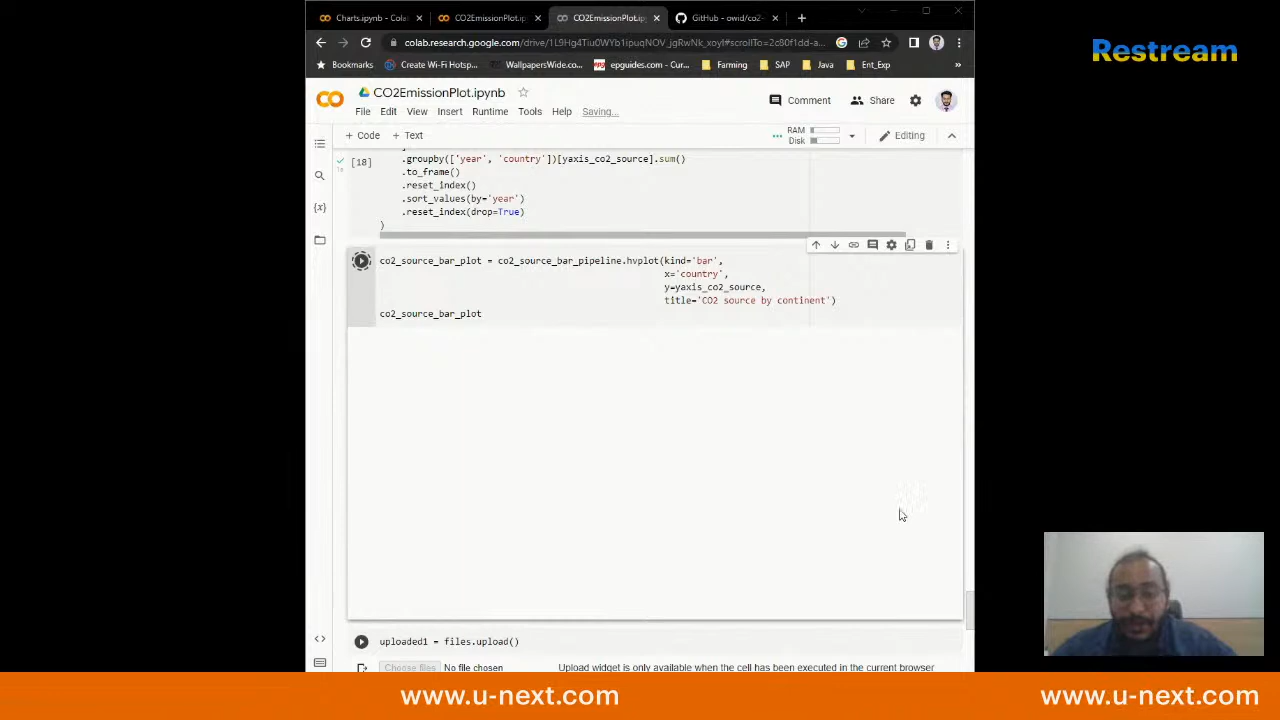 Charts.ipynb - Cola
CO2EmissionPlot.ip
CO2EmissionPlot.ip
GitHub - owid/co2-
Restream
colab.research.google.com/drive/1L9Hg4Tiu0WYb1ipuqNOV_jgRwNk_xoyI#scrollTo=2c80f1dd-a...
Bookmarks
Create Wi-Fi Hotsp...
WallpapersWide.co...
epguides.com - Cur...
Farming
SAP
Java
Ent_Exp
»
CO2EmissionPlot.ipynb
Comment
Share
File Edit View Insert Runtime Tools Help Saving...
+ Code + Text
RAM
Disk
Editing
[18]
.groupby(['year', 'country'])[yaxis_co2_source].sum()
.to_frame()
.reset_index()
.sort_values(by='year')
.reset_index(drop=True)
)
co2_source_bar_plot = co2_source_bar_pipeline.hvplot(kind='bar',
x='country',
y=yaxis_co2_source,
title='CO2 source by continent')
co2_source_bar_plot
uploaded1 = files.upload()
Choose files No file chosen
Upload widget is only available when the cell has been executed in the current browser
www.u-next.com
www.u-next.com